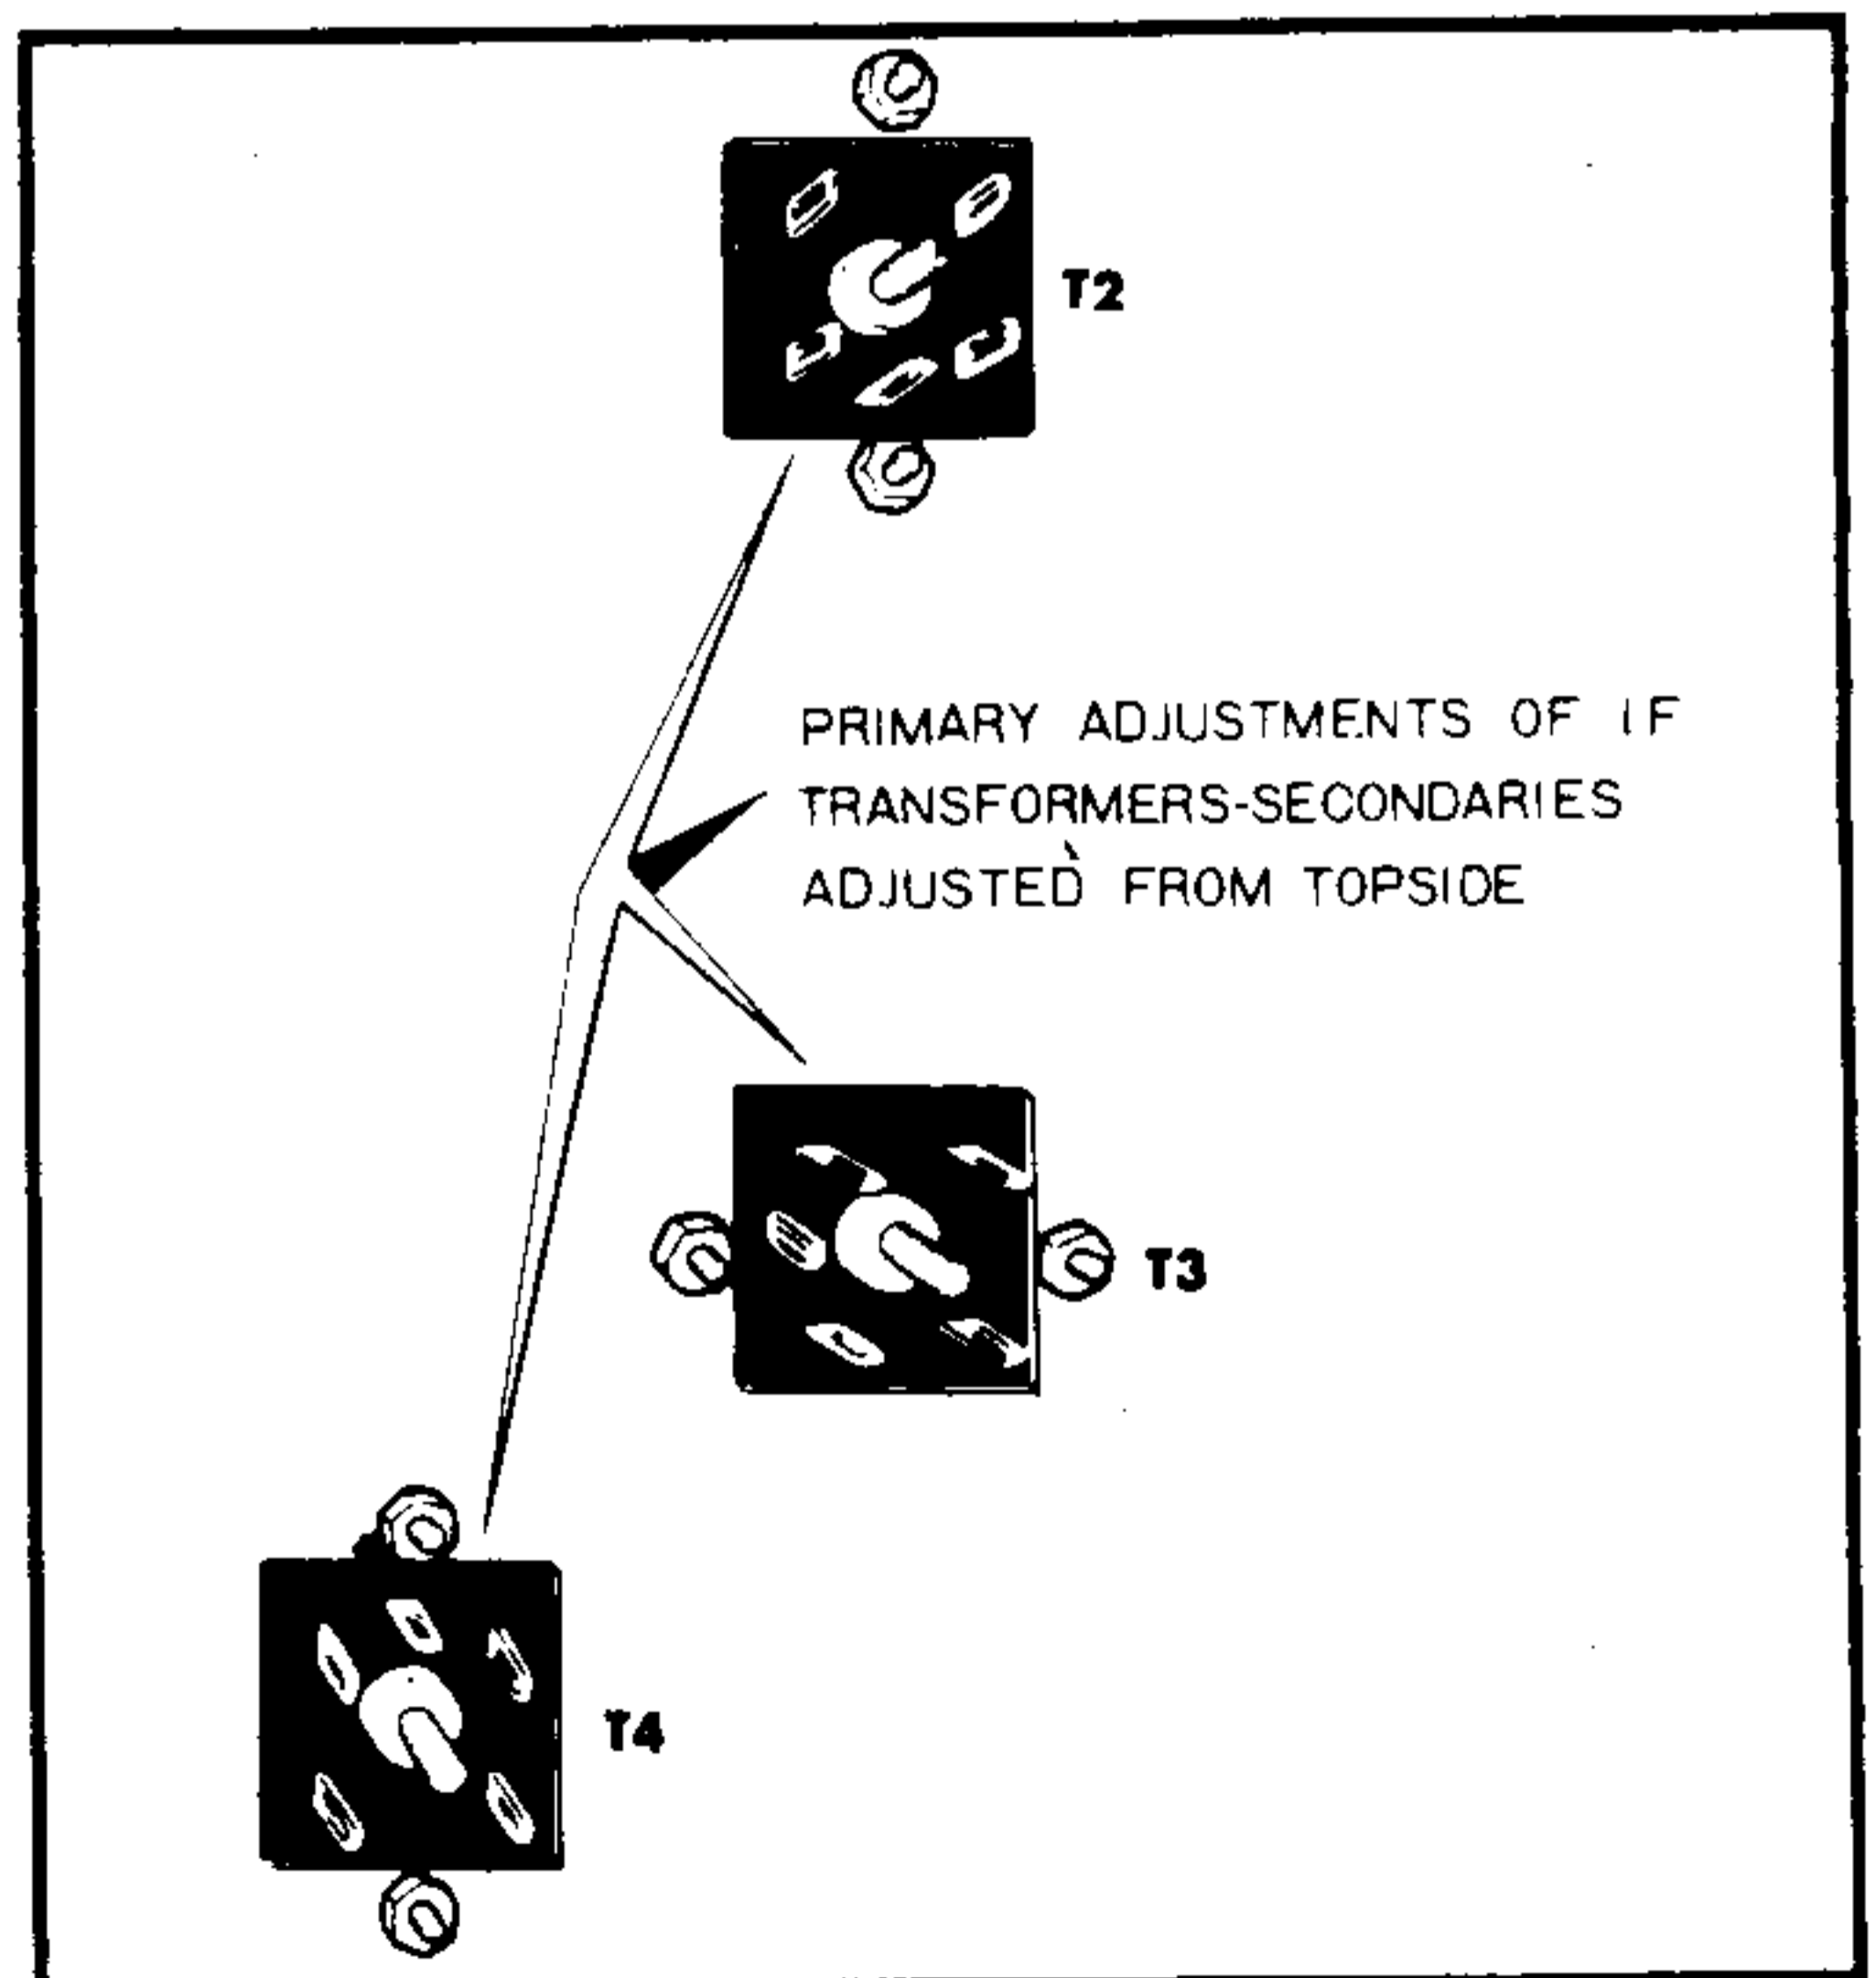 T2
PRIMARY ADJUSTMENTS OF IF
TRANSFORMERS-SECONDARIES
ADJUSTED FROM TOPSIDE
T3
T4